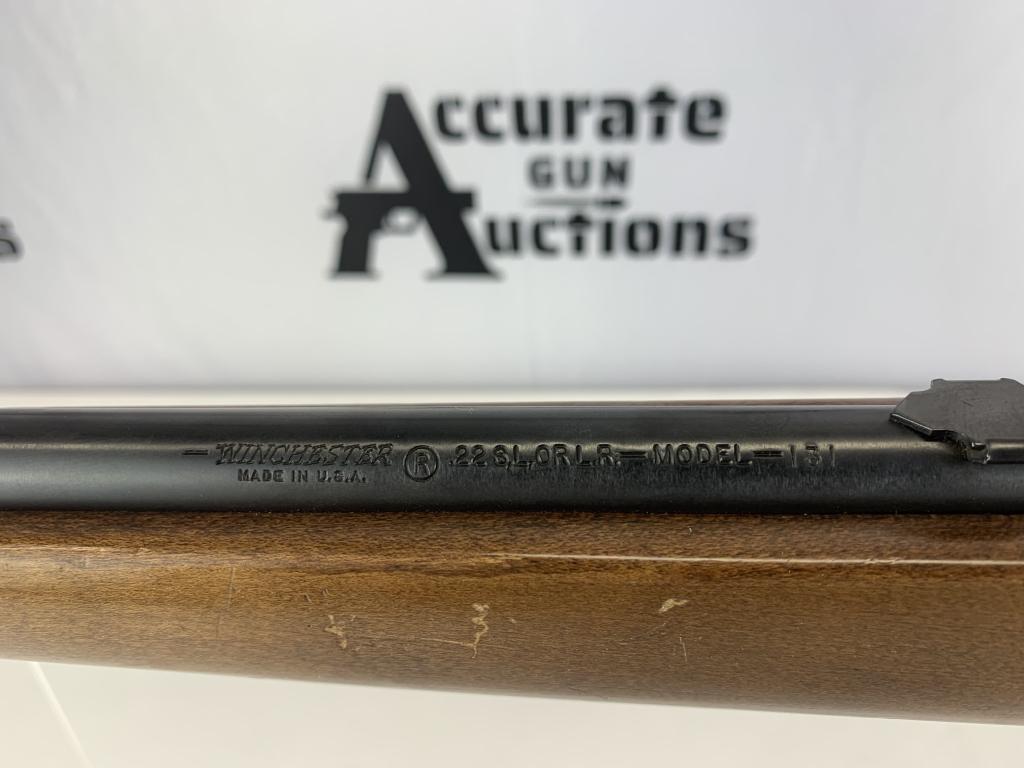 Accurate
GUN
Auctions
s
–WINCHESTER ® .22 S,L,OR L.R.–MODEL–131
MADE IN U.S.A.